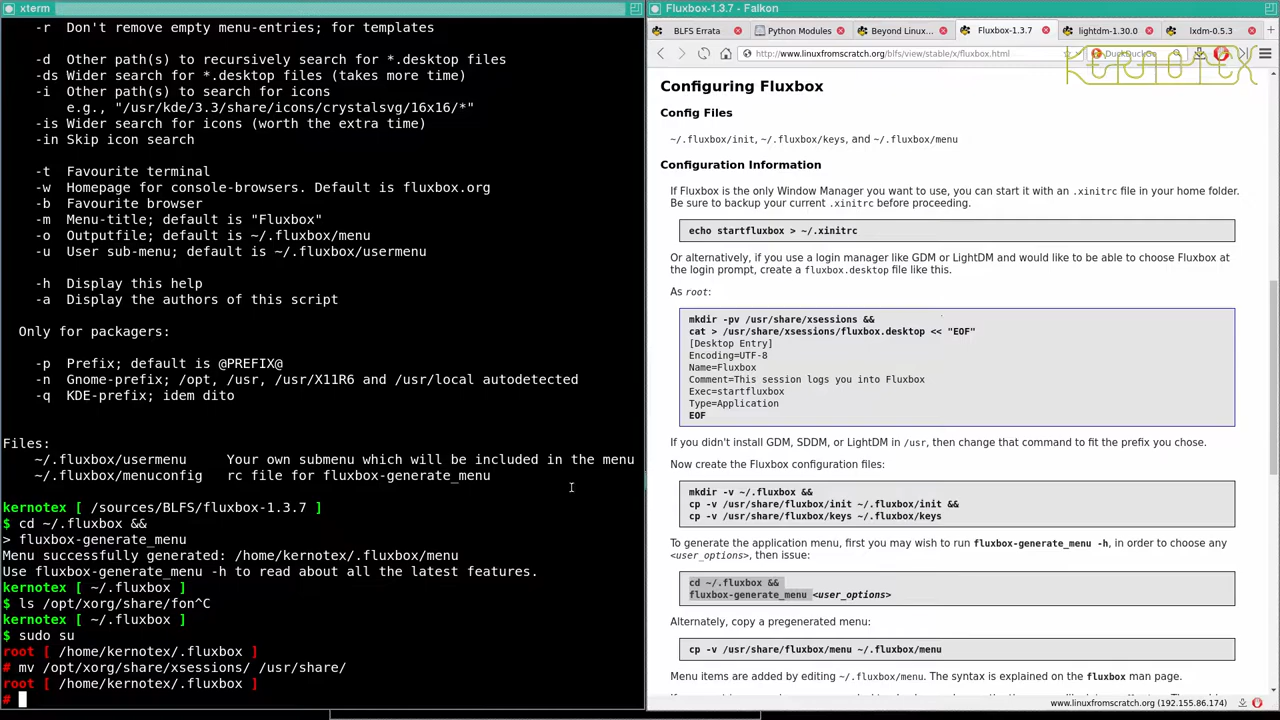 xterm
-r  Don't remove empty menu-entries; for templates
-d  Other path(s) to recursively search for *.desktop files
-ds Wider search for *.desktop files (takes more time)
-i  Other path(s) to search for icons
e.g., "/usr/kde/3.3/share/icons/crystalsvg/16x16/*"
-is Wider search for icons (worth the extra time)
-in Skip icon search
-t  Favourite terminal
-w  Homepage for console-browsers. Default is fluxbox.org
-b  Favourite browser
-m  Menu-title; default is "Fluxbox"
-o  Outputfile; default is ~/.fluxbox/menu
-u  User sub-menu; default is ~/.fluxbox/usermenu
-h  Display this help
-a  Display the authors of this script
Only for packagers:
-p  Prefix; default is @PREFIX@
-n  Gnome-prefix; /opt, /usr, /usr/X11R6 and /usr/local autodetected
-q  KDE-prefix; idem dito
Files:
~/.fluxbox/usermenu     Your own submenu which will be included in the menu
~/.fluxbox/menuconfig   rc file for fluxbox-generate_menu
kernotex [ /sources/BLFS/fluxbox-1.3.7 ]
$ cd ~/.fluxbox &&
> fluxbox-generate_menu
Menu successfully generated: /home/kernotex/.fluxbox/menu
Use fluxbox-generate_menu -h to read about all the latest features.
kernotex [ ~/.fluxbox ]
$ ls /opt/xorg/share/fon^C
kernotex [ ~/.fluxbox ]
$ sudo su
root [ /home/kernotex/.fluxbox ]
# mv /opt/xorg/share/xsessions/ /usr/share/
root [ /home/kernotex/.fluxbox ]
#
Fluxbox-1.3.7 - Falkon
BLFS Errata
Python Modules
Beyond Linux...
Fluxbox-1.3.7
lightdm-1.30.0
lxdm-0.5.3
http://www.linuxfromscratch.org/blfs/view/stable/x/fluxbox.html
DuckDuckGo
KERNOTEX
Configuring Fluxbox
Config Files
~/.fluxbox/init, ~/.fluxbox/keys, and ~/.fluxbox/menu
Configuration Information
If Fluxbox is the only Window Manager you want to use, you can start it with an .xinitrc file in your home folder.
Be sure to backup your current .xinitrc before proceeding.
echo startfluxbox > ~/.xinitrc
Or alternatively, if you use a login manager like GDM or LightDM and would like to be able to choose Fluxbox at
the login prompt, create a fluxbox.desktop file like this.
As root:
mkdir -pv /usr/share/xsessions &&
cat > /usr/share/xsessions/fluxbox.desktop << "EOF"
[Desktop Entry]
Encoding=UTF-8
Name=Fluxbox
Comment=This session logs you into Fluxbox
Exec=startfluxbox
Type=Application
EOF
If you didn't install GDM, SDDM, or LightDM in /usr, then change that command to fit the prefix you chose.
Now create the Fluxbox configuration files:
mkdir -v ~/.fluxbox &&
cp -v /usr/share/fluxbox/init ~/.fluxbox/init &&
cp -v /usr/share/fluxbox/keys ~/.fluxbox/keys
To generate the application menu, first you may wish to run fluxbox-generate_menu -h, in order to choose any
<user_options>, then issue:
cd ~/.fluxbox &&
fluxbox-generate_menu <user_options>
Alternately, copy a pregenerated menu:
cp -v /usr/share/fluxbox/menu ~/.fluxbox/menu
Menu items are added by editing ~/.fluxbox/menu. The syntax is explained on the fluxbox man page.
www.linuxfromscratch.org (192.155.86.174)